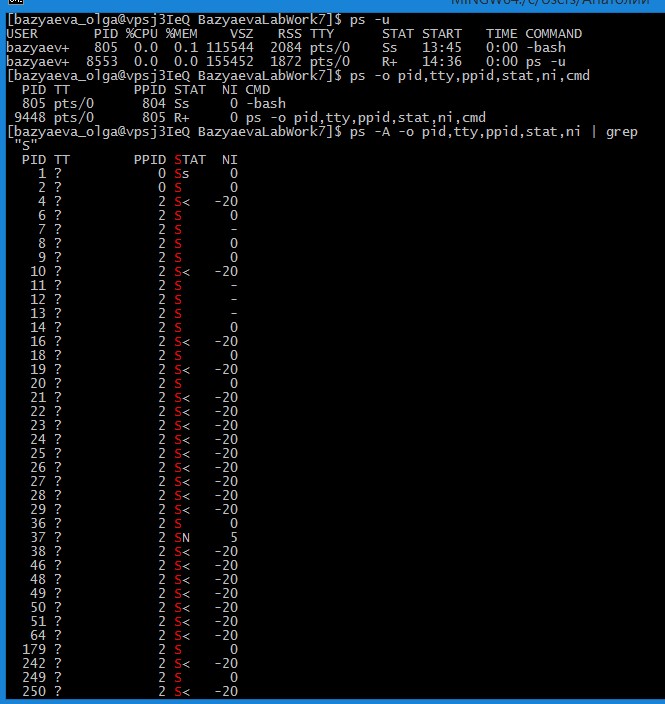 MINGW64:/c/Users/Анатолий
[bazyaeva_olga@vpsj3IeQ BazyaevaLabWork7]$ ps -u
USER       PID %CPU %MEM    VSZ   RSS TTY      STAT START   TIME COMMAND
bazyaev+   805  0.0  0.1 115544  2084 pts/0    Ss   13:45   0:00 -bash
bazyaev+  8553  0.0  0.0 155452  1872 pts/0    R+   14:36   0:00 ps -u
[bazyaeva_olga@vpsj3IeQ BazyaevaLabWork7]$ ps -o pid,tty,ppid,stat,ni,cmd
  PID TT        PPID STAT  NI CMD
  805 pts/0      804 Ss     0 -bash
 9448 pts/0      805 R+     0 ps -o pid,tty,ppid,stat,ni,cmd
[bazyaeva_olga@vpsj3IeQ BazyaevaLabWork7]$ ps -A -o pid,tty,ppid,stat,ni | grep
 "S"
  PID TT        PPID STAT  NI
    1 ?            0 Ss     0
    2 ?            0 S      0
    4 ?            2 S<   -20
    6 ?            2 S      0
    7 ?            2 S      -
    8 ?            2 S      0
    9 ?            2 S      0
   10 ?            2 S<   -20
   11 ?            2 S      -
   12 ?            2 S      -
   13 ?            2 S      -
   14 ?            2 S      0
   16 ?            2 S<   -20
   18 ?            2 S      0
   19 ?            2 S<   -20
   20 ?            2 S      0
   21 ?            2 S<   -20
   22 ?            2 S<   -20
   23 ?            2 S<   -20
   24 ?            2 S<   -20
   25 ?            2 S<   -20
   26 ?            2 S<   -20
   27 ?            2 S<   -20
   28 ?            2 S<   -20
   29 ?            2 S<   -20
   36 ?            2 S      0
   37 ?            2 SN     5
   38 ?            2 S<   -20
   46 ?            2 S<   -20
   48 ?            2 S<   -20
   49 ?            2 S<   -20
   50 ?            2 S<   -20
   51 ?            2 S<   -20
   64 ?            2 S<   -20
  179 ?            2 S      0
  242 ?            2 S<   -20
  249 ?            2 S      0
  250 ?            2 S<   -20